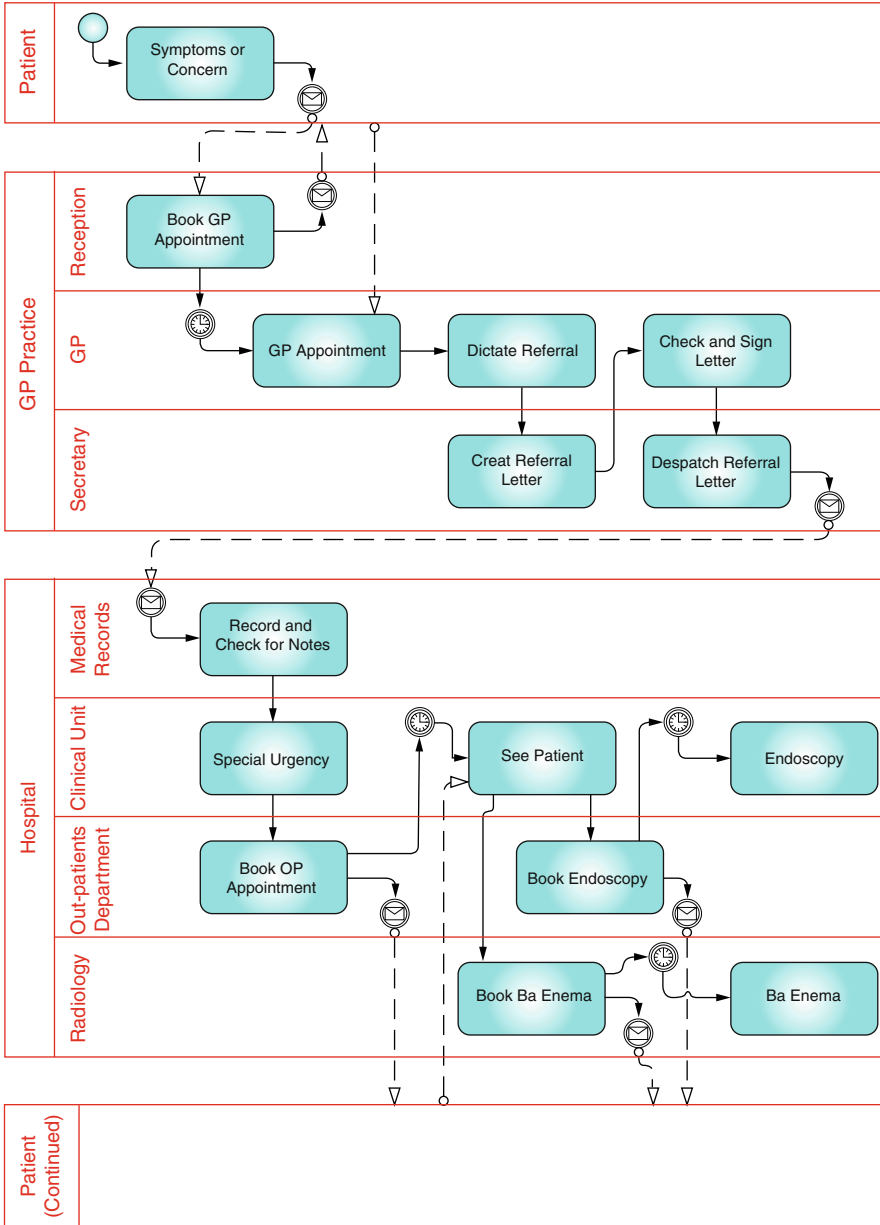 Patient
Symptoms or
Concern
GP Practice
Reception
Book GP
Appointment
GP
GP Appointment
Dictate Referral
Check and Sign
Letter
Secretary
Creat Referral
Letter
Despatch Referral
Letter
Hospital
Medical
Records
Record and
Check for Notes
Clinical Unit
Special Urgency
See Patient
Endoscopy
Out-patients
Department
Book OP
Appointment
Book Endoscopy
Radiology
Book Ba Enema
Ba Enema
Patient
(Continued)